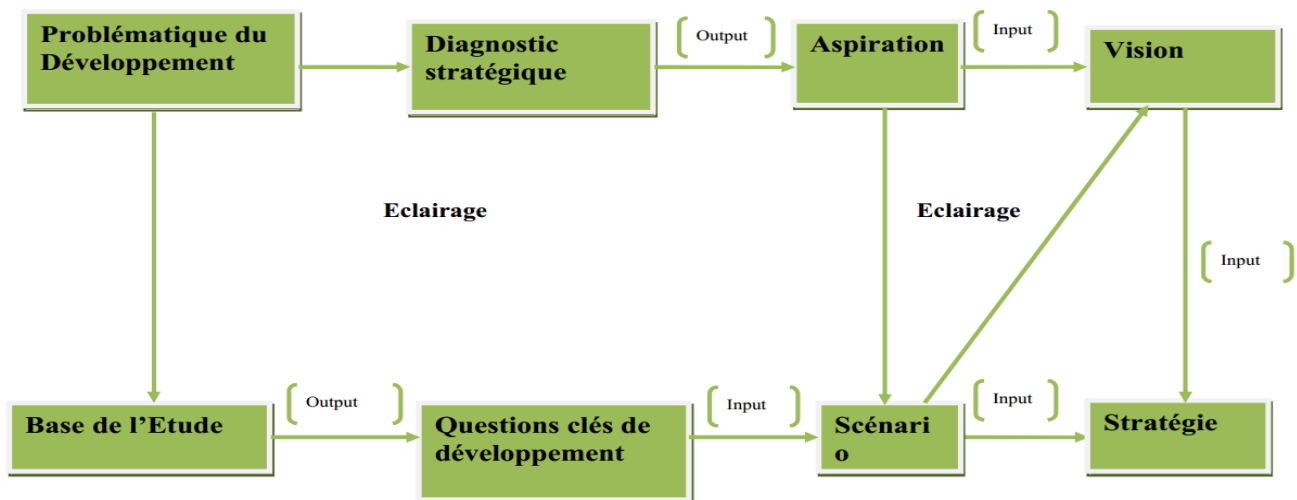 Problématique du
Développement
Diagnostic
stratégique
Output
Aspiration
Input
Vision
Eclairage
Eclairage
Input
Base de l’Etude
Output
Questions clés de
développement
Input
Scénari
o
Input
Stratégie